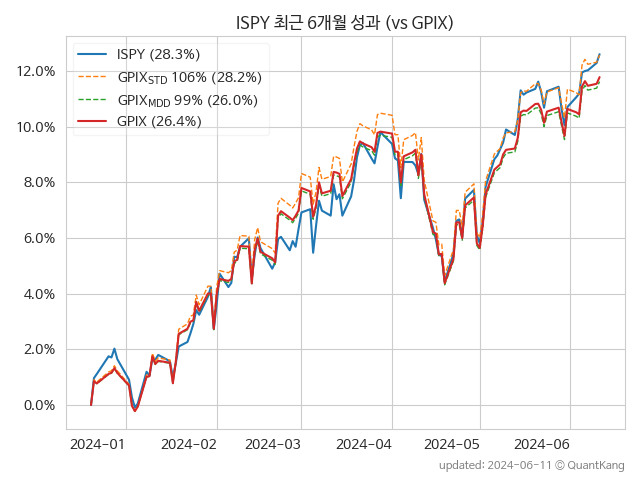 ISPY 최근 6개월 성과 (vs GPIX)
ISPY (28.3%)
GPIX_STD 106% (28.2%)
GPIX_MDD 99% (26.0%)
GPIX (26.4%)
12.0%
10.0%
8.0%
6.0%
4.0%
2.0%
0.0%
2024-01 2024-02 2024-03 2024-04 2024-05 2024-06
updated: 2024-06-11 © QuantKang